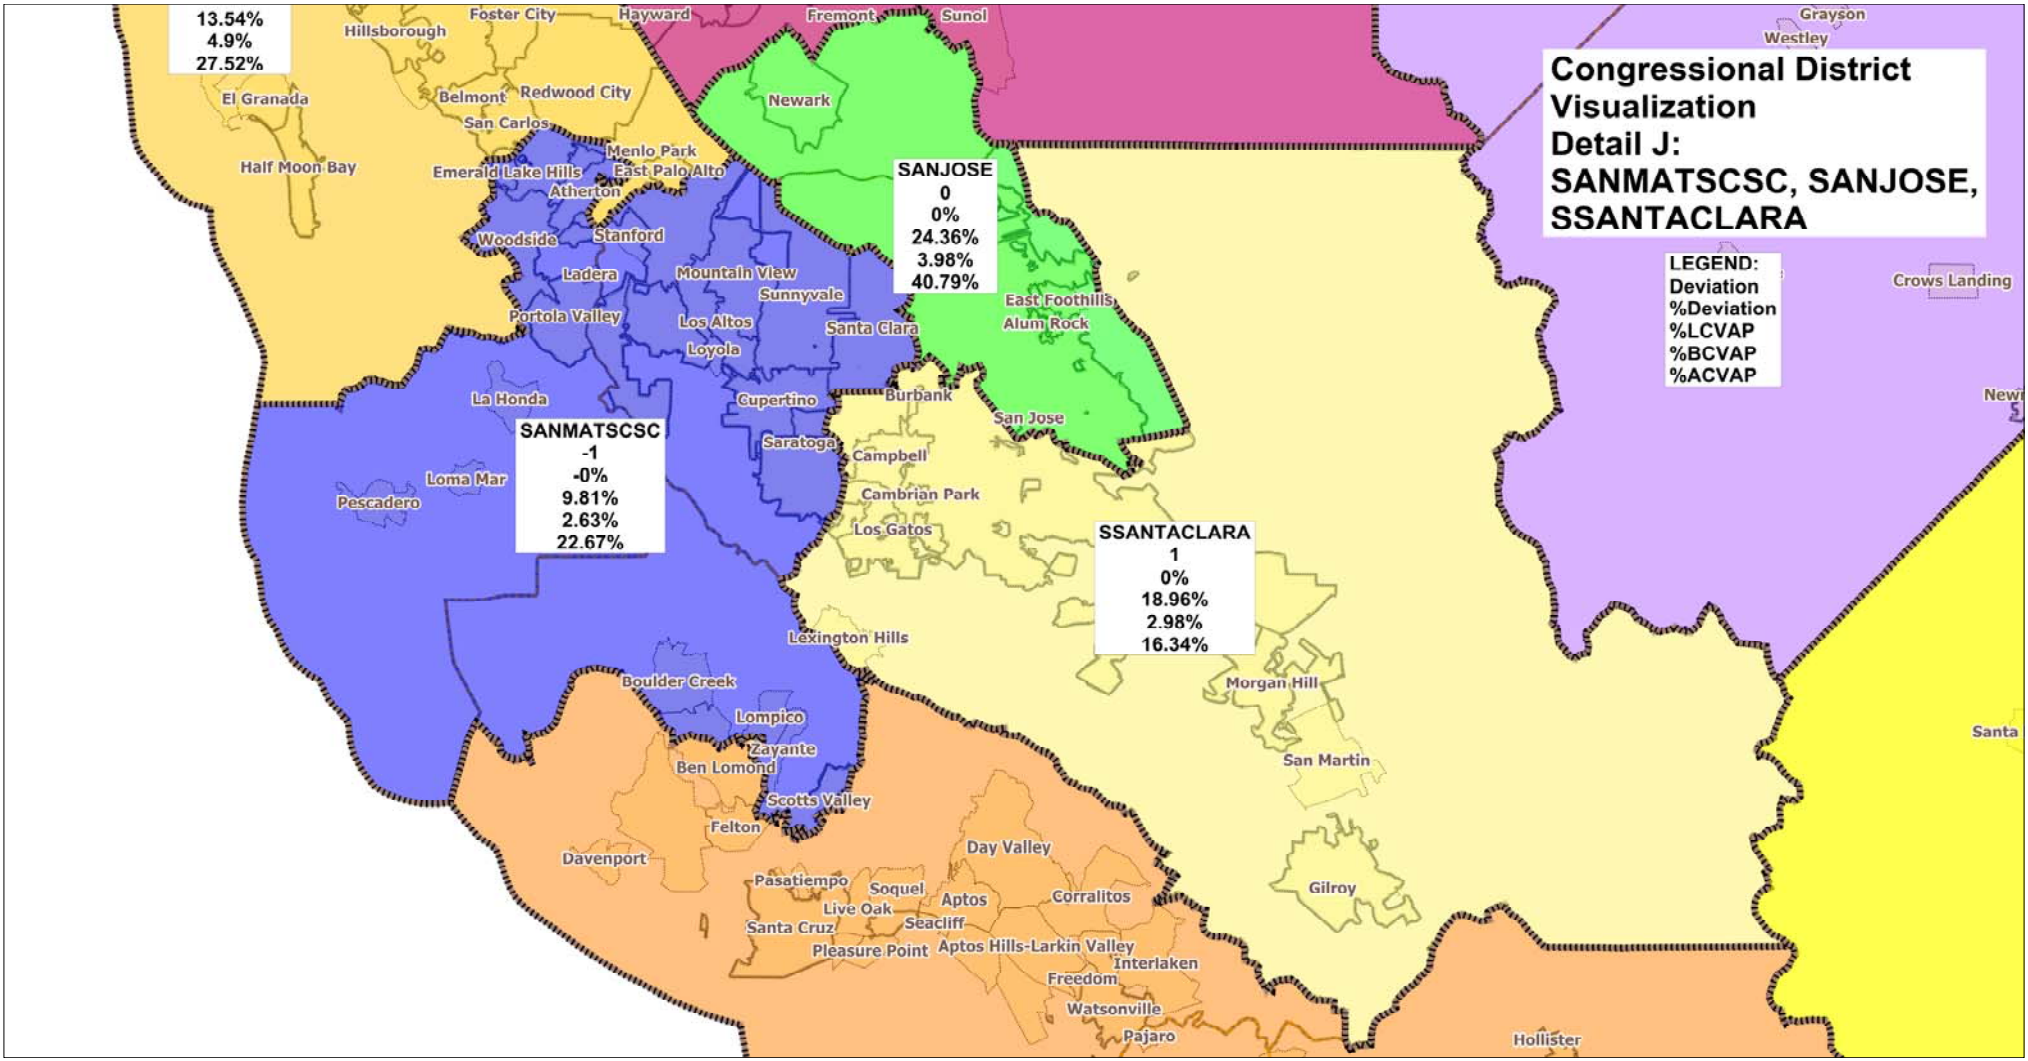 13.54%
4.9%
27.52%
Foster City
Hayward
Fremont
Sunol
Grayson
Hillsborough
Westley
Congressional District
Visualization
Detail J:
SANMATSCSC, SANJOSE,
SSANTACLARA
LEGEND:
Deviation
%Deviation
%LCVAP
%BCVAP
%ACVAP
El Granada
Belmont
Redwood City
San Carlos
Newark
Half Moon Bay
Menlo Park
Emerald Lake Hills
East Palo Alto
Atherton
SANJOSE
0
0%
24.36%
3.98%
40.79%
Woodside
Stanford
Ladera
Mountain View
Sunnyvale
Crows Landing
East Foothills
Portola Valley
Los Altos
Santa Clara
Alum Rock
Loyola
La Honda
Cupertino
Burbank
San Jose
SANMATSCSC
-1
-0%
9.81%
2.63%
22.67%
Saratoga
Campbell
Loma Mar
Pescadero
Cambrian Park
Los Gatos
SSANTACLARA
1
0%
18.96%
2.98%
16.34%
Lexington Hills
Boulder Creek
Morgan Hill
Lompico
Zayante
Santa
Ben Lomond
San Martin
Scotts Valley
Felton
Davenport
Day Valley
Pasatiempo
Soquel
Aptos
Corralitos
Gilroy
Live Oak
Santa Cruz
Seacliff
Pleasure Point
Aptos Hills-Larkin Valley
Interlaken
Freedom
Watsonville
Pajaro
Hollister